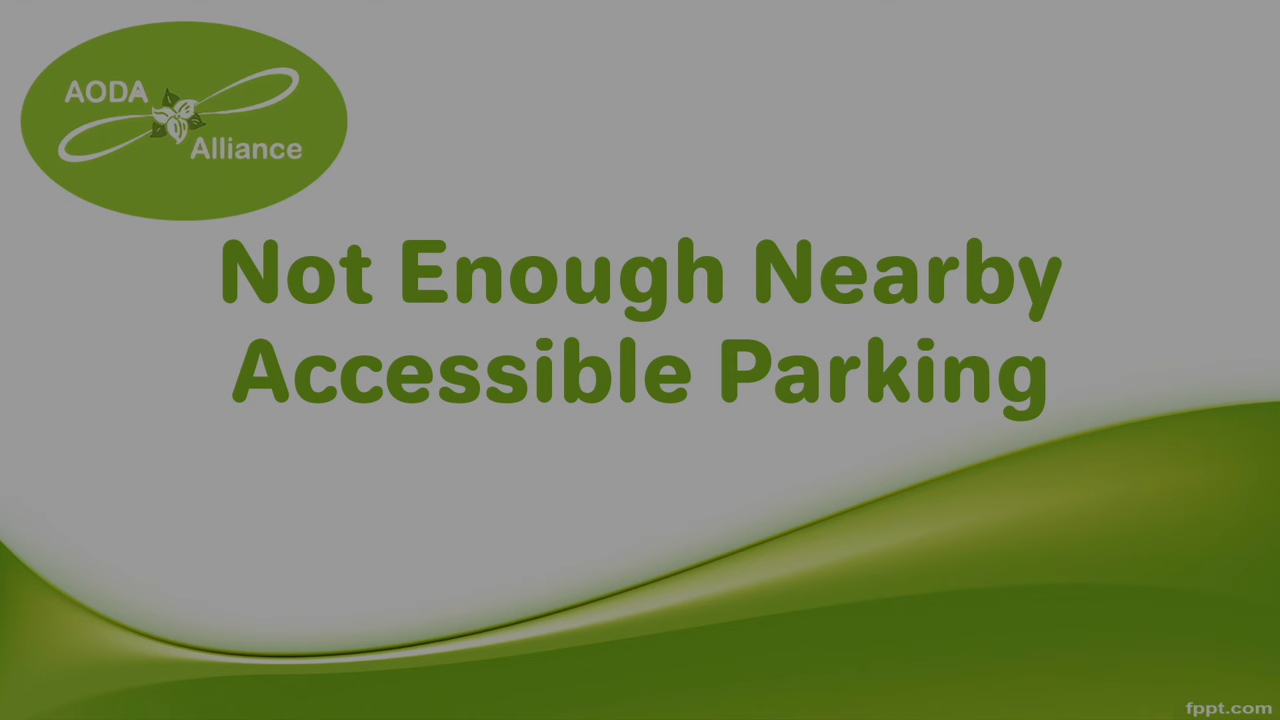 AODA
Alliance
Not Enough Nearby
Accessible Parking
fppt.com